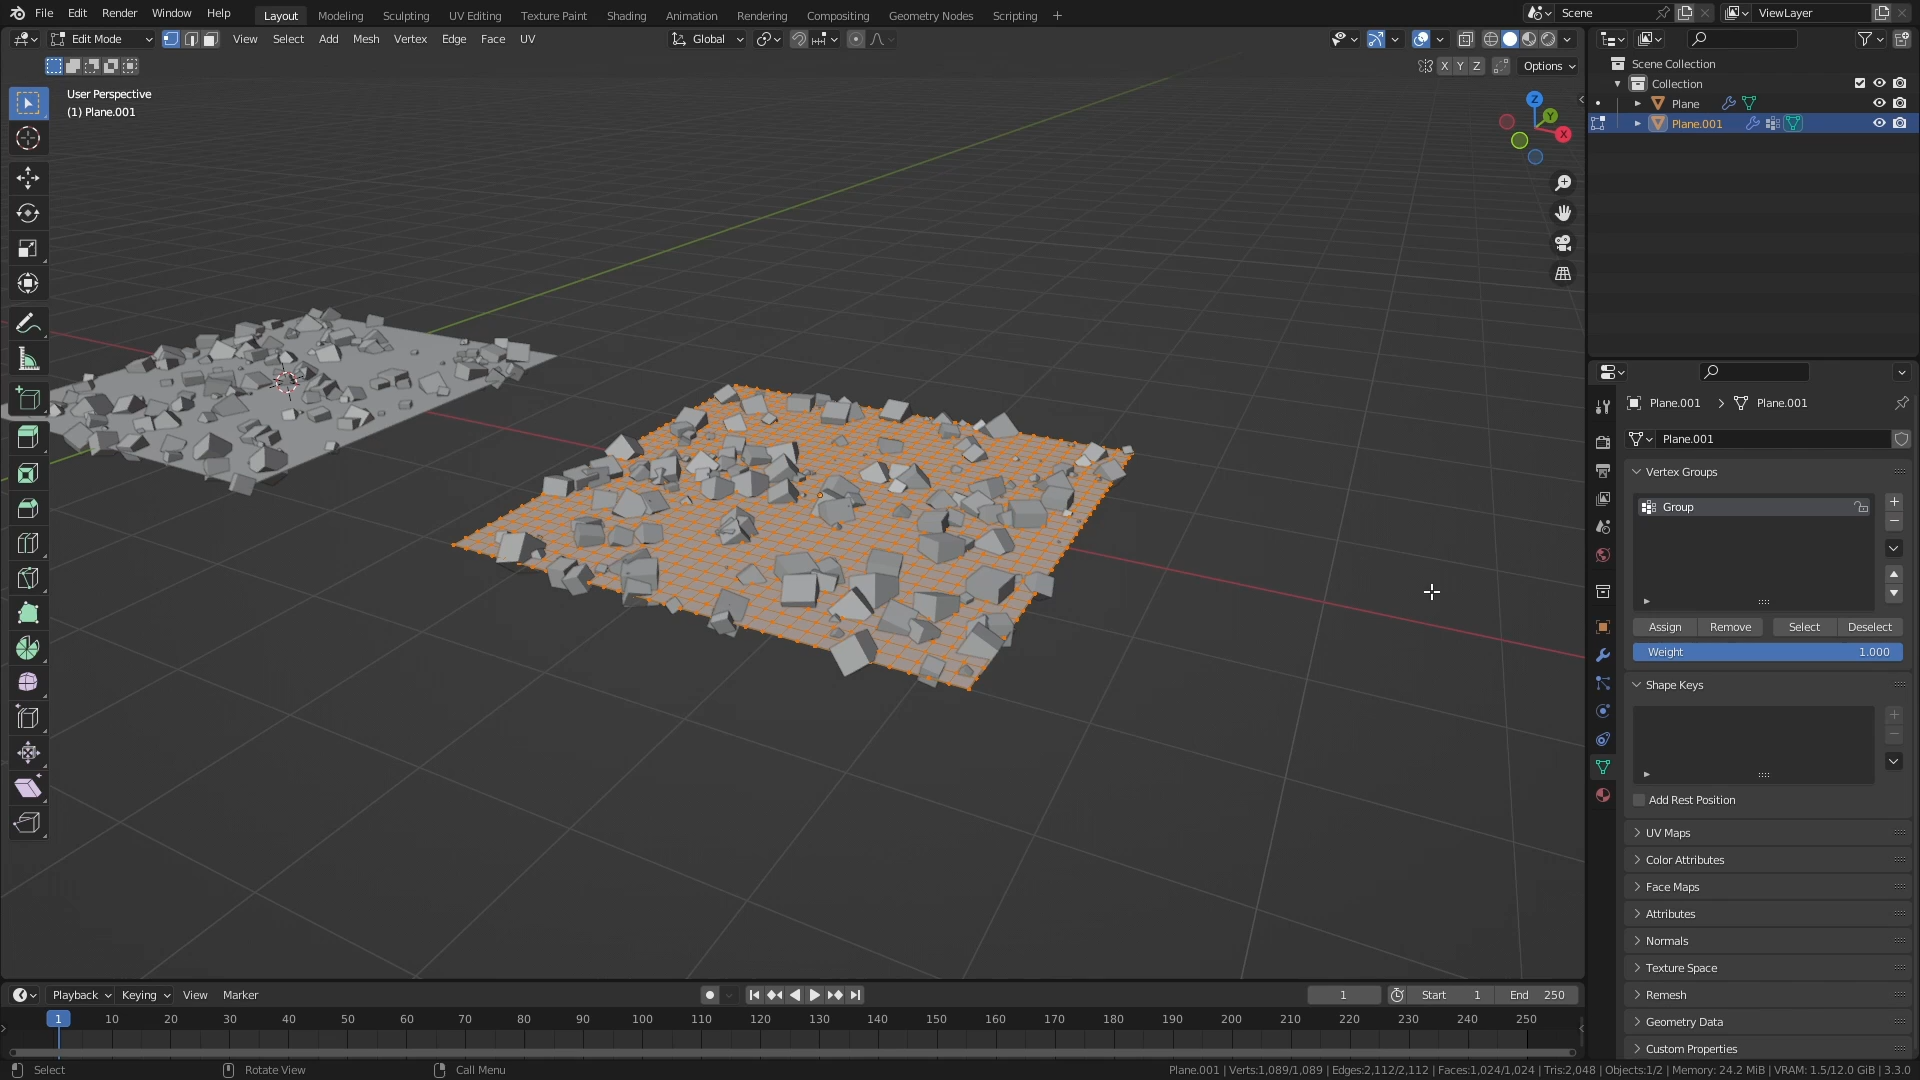 File Edit Render Window Help
Layout Modeling Sculpting UV Editing Texture Paint Shading Animation Rendering Compositing Geometry Nodes Scripting +
Scene
ViewLayer
Edit Mode View Select Add Mesh Vertex Edge Face UV
Global
X Y Z Options
User Perspective
(1) Plane.001
Z
Y
X
Scene Collection
Collection
Plane
Plane.001
Plane.001 Plane.001
Plane.001
Vertex Groups
Group
Assign Remove Select Deselect
Weight 1.000
Shape Keys
Add Rest Position
UV Maps
Color Attributes
Face Maps
Attributes
Normals
Texture Space
Remesh
Geometry Data
Custom Properties
Playback Keying View Marker
1 Start 1 End 250
1 10 20 30 40 50 60 70 80 90 100 110 120 130 140 150 160 170 180 190 200 210 220 230 240 250
Select Rotate View Call Menu
Plane.001 | Verts:1,089/1,089 | Edges:2,112/2,112 | Faces:1,024/1,024 | Tris:2,048 | Objects:1/2 | Memory: 24.2 MiB | VRAM: 1.5/12.0 GiB | 3.3.0